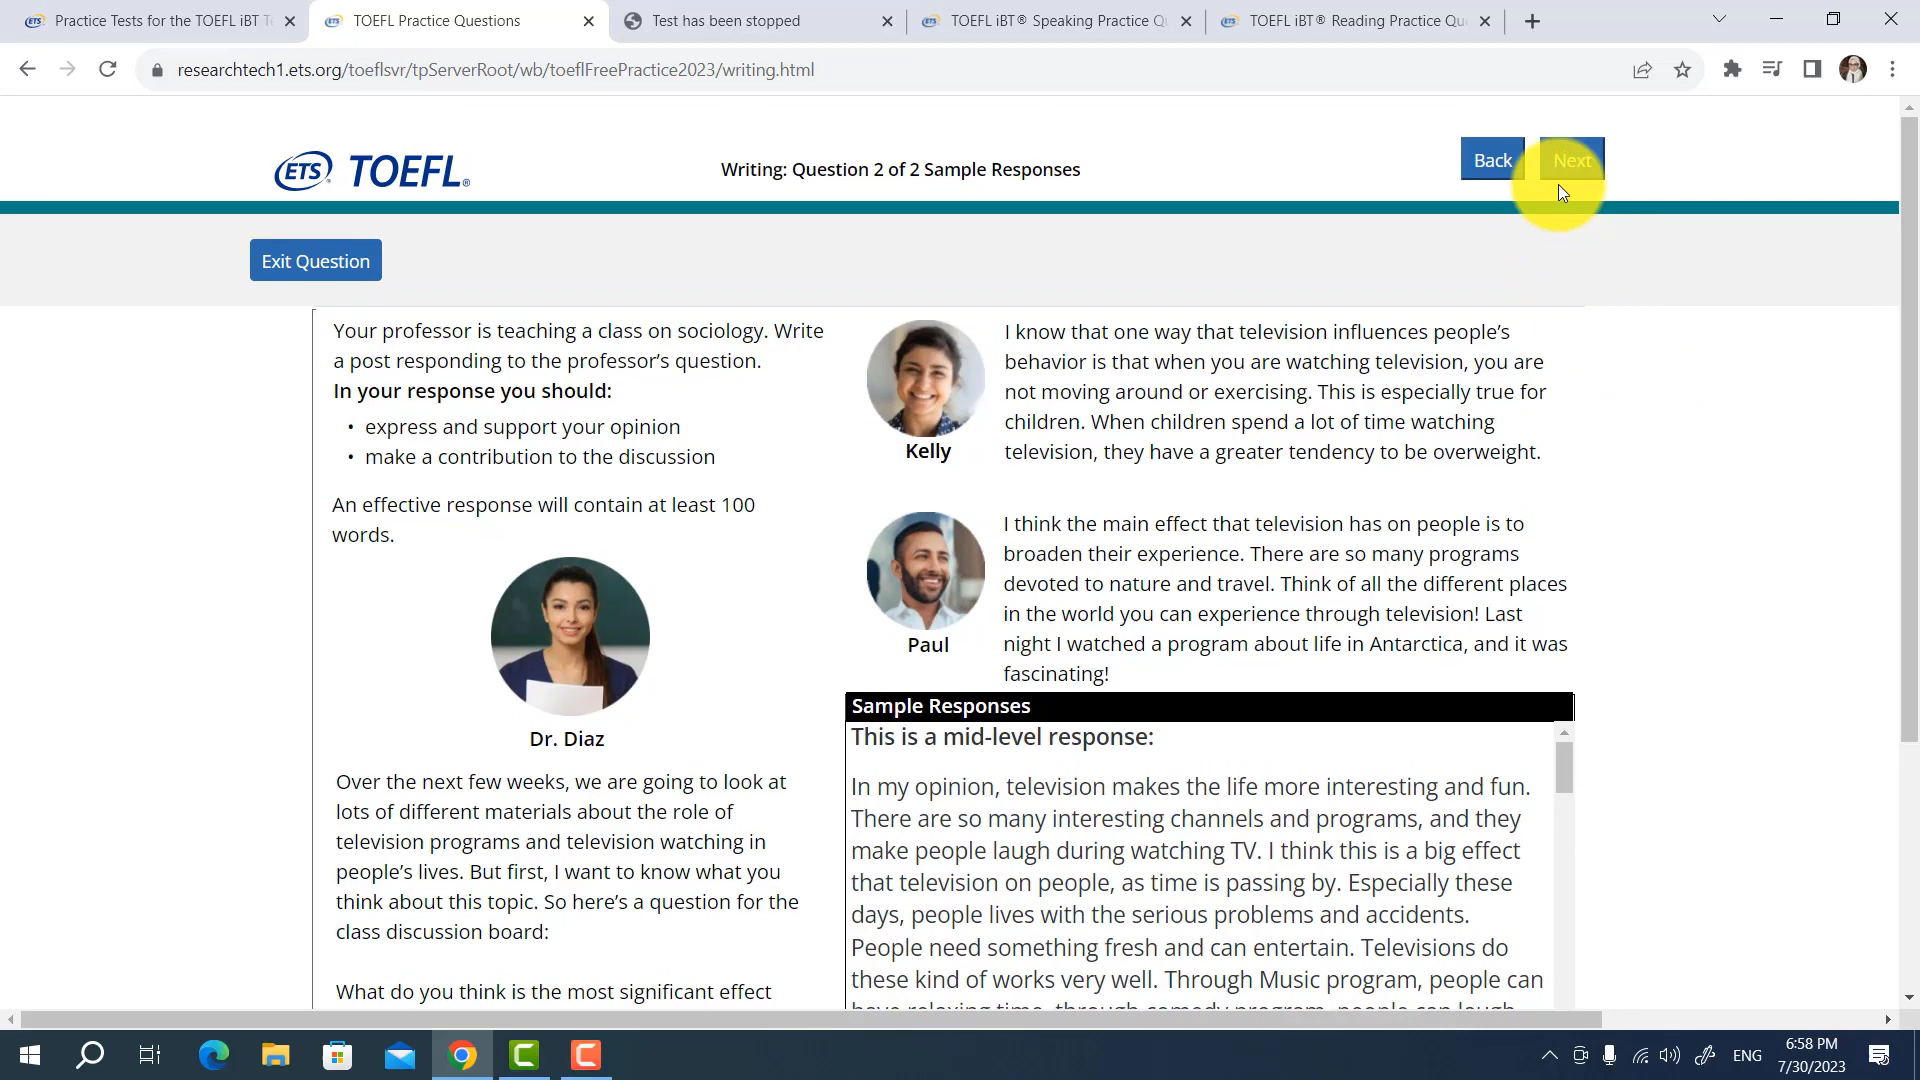 Practice Tests for the TOEFL iBT T
TOEFL Practice Questions
Test has been stopped
TOEFL iBT® Speaking Practice Q
TOEFL iBT® Reading Practice Qu
researchtech1.ets.org/toeflsvr/tpServerRoot/wb/toeflFreePractice2023/writing.html
ETS TOEFL®
Writing: Question 2 of 2 Sample Responses
Back
Next
Exit Question
Your professor is teaching a class on sociology. Write
a post responding to the professor's question.
In your response you should:
• express and support your opinion
• make a contribution to the discussion
An effective response will contain at least 100
words.
Dr. Diaz
Over the next few weeks, we are going to look at
lots of different materials about the role of
television programs and television watching in
people's lives. But first, I want to know what you
think about this topic. So here's a question for the
class discussion board:
What do you think is the most significant effect
I know that one way that television influences people's
behavior is that when you are watching television, you are
not moving around or exercising. This is especially true for
children. When children spend a lot of time watching
television, they have a greater tendency to be overweight.
Kelly
I think the main effect that television has on people is to
broaden their experience. There are so many programs
devoted to nature and travel. Think of all the different places
in the world you can experience through television! Last
night I watched a program about life in Antarctica, and it was
fascinating!
Paul
Sample Responses
This is a mid-level response:
In my opinion, television makes the life more interesting and fun.
There are so many interesting channels and programs, and they
make people laugh during watching TV. I think this is a big effect
that television on people, as time is passing by. Especially these
days, people lives with the serious problems and accidents.
People need something fresh and can entertain. Televisions do
these kind of works very well. Through Music program, people can
have relaxing time, through comedy program, people can laugh
ENG
6:58 PM
7/30/2023